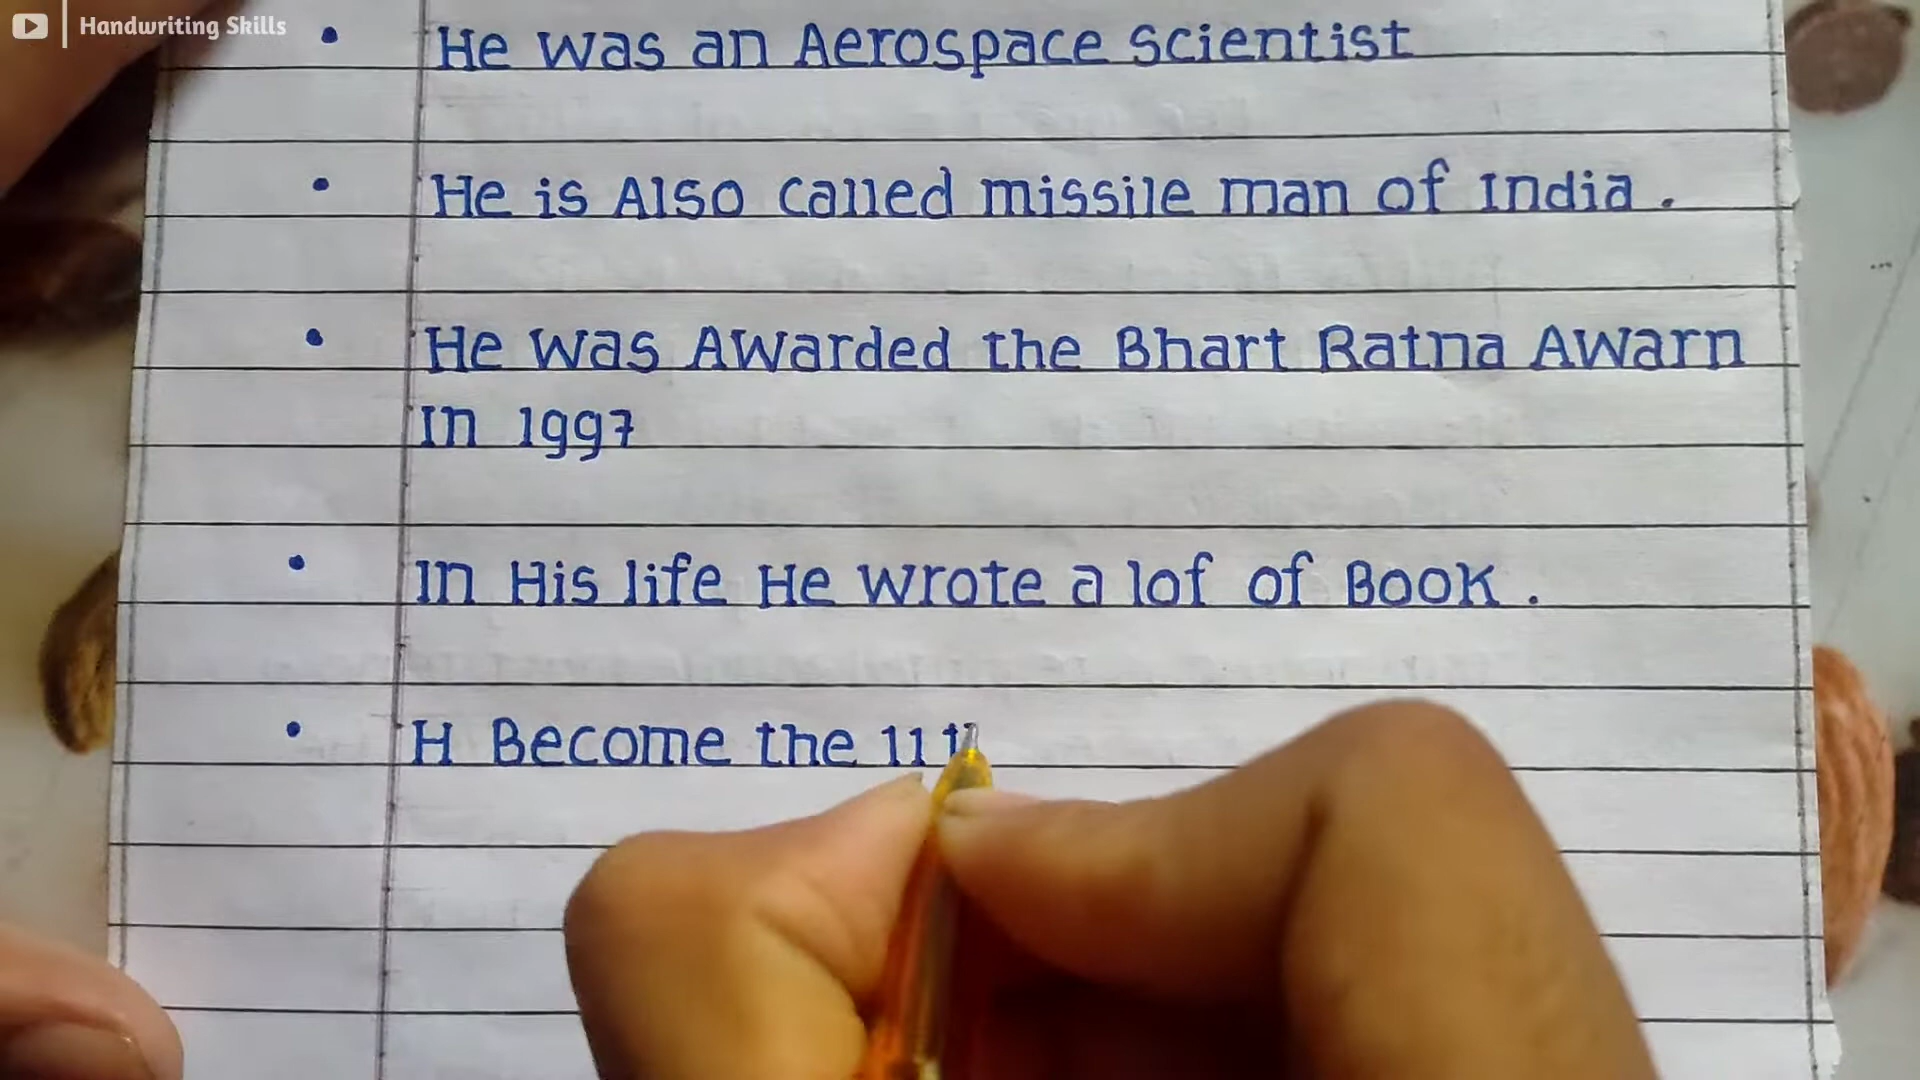 Handwriting Skills
• He was an Aerospace scientist
• He is Also called missile man of India .
• He was Awarded the Bhart Ratna Awarn
In 1997
• In His life He wrote a lof of Book .
• H Become the 11